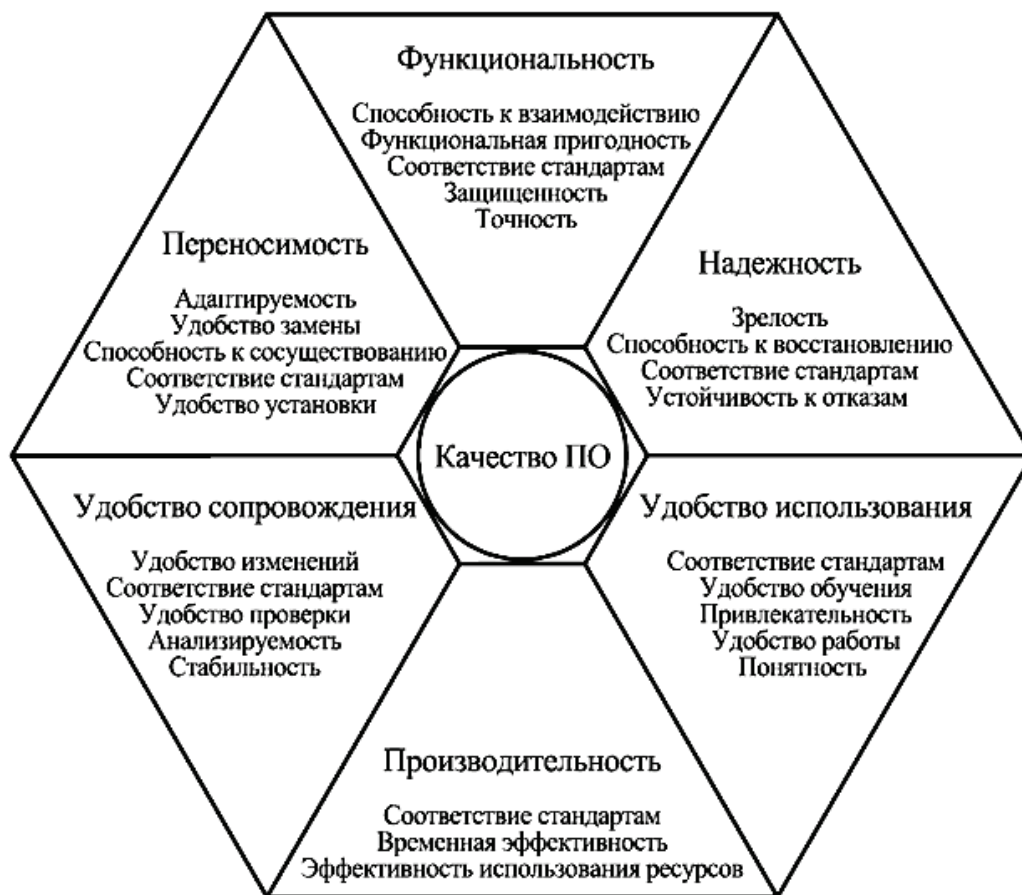 Функциональность
Способность к взаимодействию
Функциональная пригодность
Соответствие стандартам
Защищенность
Точность
Переносимость
Адаптируемость
Удобство замены
Способность к сосуществованию
Соответствие стандартам
Удобство установки
Надежность
Зрелость
Способность к восстановлению
Соответствие стандартам
Устойчивость к отказам
Качество ПО
Удобство сопровождения
Удобство изменений
Соответствие стандартам
Удобство проверки
Анализируемость
Стабильность
Удобство использования
Соответствие стандартам
Удобство обучения
Привлекательность
Удобство работы
Понятность
Производительность
Соответствие стандартам
Временная эффективность
Эффективность использования ресурсов